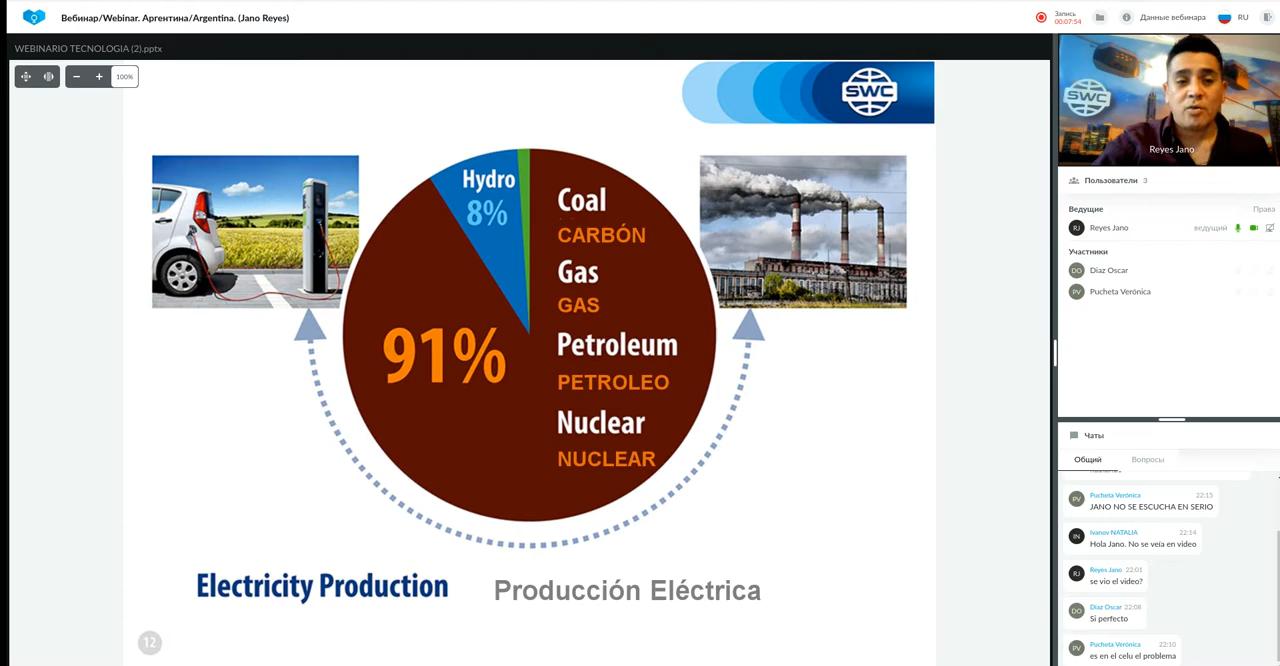 Вебинар/Webinar. Аргентина/Argentina. (Jano Reyes)
Запись
00:07:54
Данные вебинара
RU
WEBINARIO TECNOLOGIA (2).pptx
100%
SWC
Hydro
8%
91%
Coal
CARBÓN
Gas
GAS
Petroleum
PETROLEO
Nuclear
NUCLEAR
Electricity Production
Producción Eléctrica
12
SWC
Reyes Jano
Пользователи 3
Ведущие
Права
RJ Reyes Jano ведущий
Участники
DO Diaz Oscar
PV Pucheta Verónica
Чаты
Общий
Вопросы
PV Pucheta Verónica 22:15
JANO NO SE ESCUCHA EN SERIO
IN Ivanov NATALIA 22:14
Hola Jano. No se veía en video
RJ Reyes Jano 22:01
se vio el video?
DO Diaz Oscar 22:08
Si perfecto
PV Pucheta Verónica 22:10
es en el celu el problema